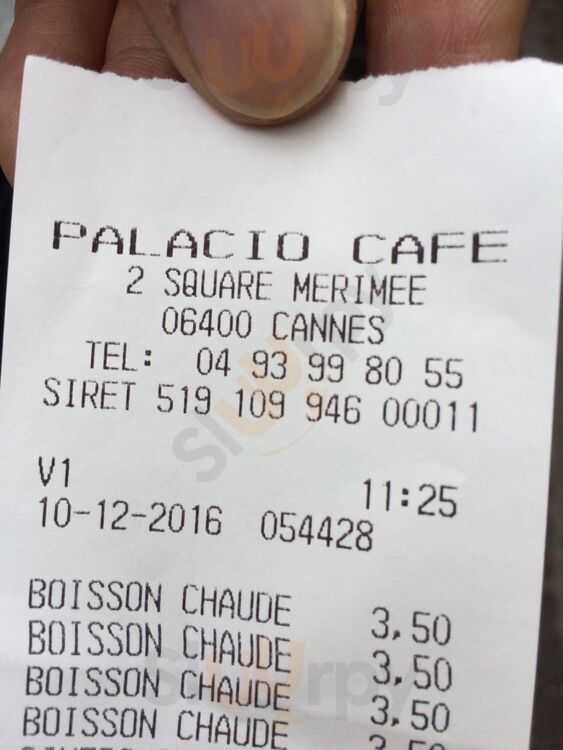 PALACIO CAFE
2 SQUARE MERIMEE
06400 CANNES
TEL: 04 93 99 80 55
SIRET 519 109 946 00011
V1 11:25
10-12-2016 054428
BOISSON CHAUDE 3,50
BOISSON CHAUDE 3,50
BOISSON CHAUDE 3,50
BOISSON CHAUDE
Sluurpy